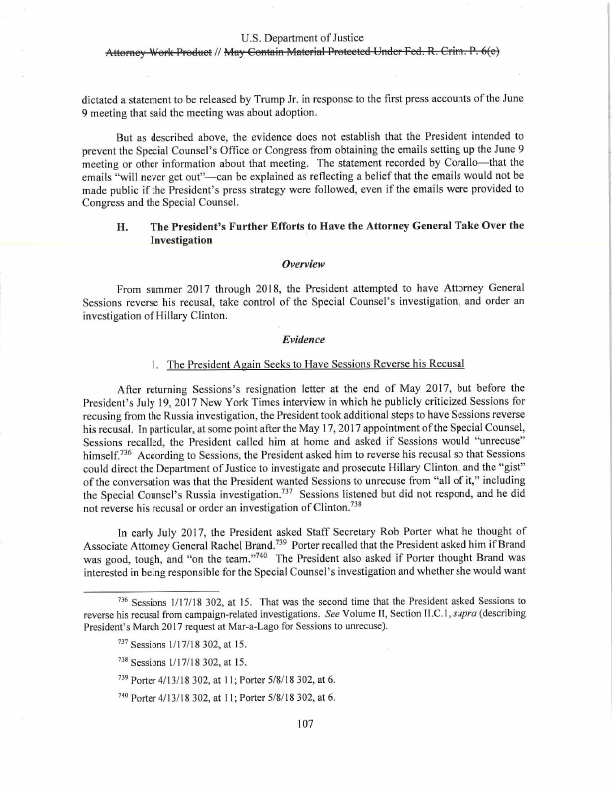 U.S. Department of Justice
Attorney Work Product // May Contain Material Protected Under Fed. R. Crim. P. 6(e)
dictated a statement to be released by Trump Jr. in response to the first press accounts of the June
9 meeting that said the meeting was about adoption.
But as described above, the evidence does not establish that the President intended to
prevent the Special Counsel's Office or Congress from obtaining the emails setting up the June 9
meeting or other information about that meeting. The statement recorded by Corallo—that the
emails "will never get out"—can be explained as reflecting a belief that the emails would not be
made public if the President's press strategy were followed, even if the emails were provided to
Congress and the Special Counsel.
H. The President's Further Efforts to Have the Attorney General Take Over the
Investigation
Overview
From summer 2017 through 2018, the President attempted to have Attorney General
Sessions reverse his recusal, take control of the Special Counsel's investigation, and order an
investigation of Hillary Clinton.
Evidence
1. The President Again Seeks to Have Sessions Reverse his Recusal
After returning Sessions's resignation letter at the end of May 2017, but before the
President's July 19, 2017 New York Times interview in which he publicly criticized Sessions for
recusing from the Russia investigation, the President took additional steps to have Sessions reverse
his recusal. In particular, at some point after the May 17, 2017 appointment of the Special Counsel,
Sessions recalled, the President called him at home and asked if Sessions would "unrecuse"
himself.736 According to Sessions, the President asked him to reverse his recusal so that Sessions
could direct the Department of Justice to investigate and prosecute Hillary Clinton, and the "gist"
of the conversation was that the President wanted Sessions to unrecuse from "all of it," including
the Special Counsel's Russia investigation.737 Sessions listened but did not respond, and he did
not reverse his recusal or order an investigation of Clinton.738
In early July 2017, the President asked Staff Secretary Rob Porter what he thought of
Associate Attorney General Rachel Brand.739 Porter recalled that the President asked him if Brand
was good, tough, and "on the team."740 The President also asked if Porter thought Brand was
interested in being responsible for the Special Counsel's investigation and whether she would want
736 Sessions 1/17/18 302, at 15. That was the second time that the President asked Sessions to
reverse his recusal from campaign-related investigations. See Volume II, Section II.C.1, supra (describing
President's March 2017 request at Mar-a-Lago for Sessions to unrecuse).
737 Sessions 1/17/18 302, at 15.
738 Sessions 1/17/18 302, at 15.
739 Porter 4/13/18 302, at 11; Porter 5/8/18 302, at 6.
740 Porter 4/13/18 302, at 11; Porter 5/8/18 302, at 6.
107